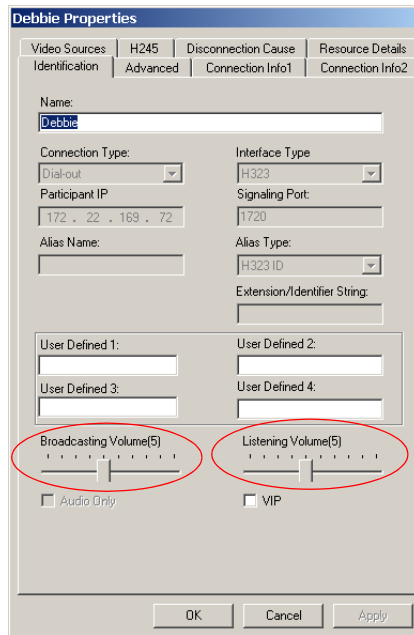 Debbie Properties
Video Sources H245 Disconnection Cause Resource Details
Identification Advanced Connection Info1 Connection Info2
Name:
Debbie
Connection Type: Interface Type
Dial-out H323
Participant IP Signaling Port:
172 . 22 . 169 . 72 1720
Alias Name: Alias Type:
H323 ID
Extension/Identifier String:
User Defined 1: User Defined 2:
User Defined 3: User Defined 4:
Broadcasting Volume(5) Listening Volume(5)
Audio Only VIP
OK Cancel Apply